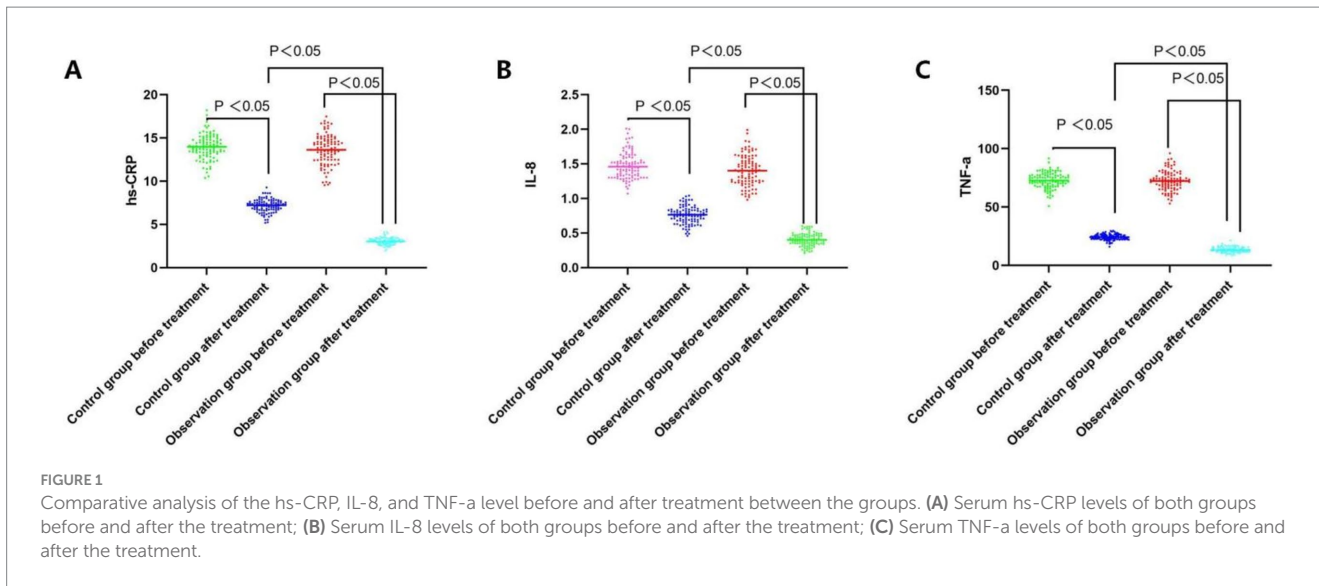 A
P＜0.05
P ＜0.05
P＜0.05
hs-CRP
20
15
10
5
0
Control group before treatment
Control group after treatment
Observation group before treatment
Observation group after treatment
B
P＜0.05
P ＜0.05
P＜0.05
IL-8
2.5
2.0
1.5
1.0
0.5
0.0
Control group before treatment
Control group after treatment
Observation group before treatment
Observation group after treatment
C
P＜0.05
P＜0.05
P ＜0.05
TNF-a
150
100
50
0
Control group before treatment
Control group after treatment
Observation group before treatment
Observation group after treatment
FIGURE 1
Comparative analysis of the hs-CRP, IL-8, and TNF-a level before and after treatment between the groups. (A) Serum hs-CRP levels of both groups
before and after the treatment; (B) Serum IL-8 levels of both groups before and after the treatment; (C) Serum TNF-a levels of both groups before and
after the treatment.